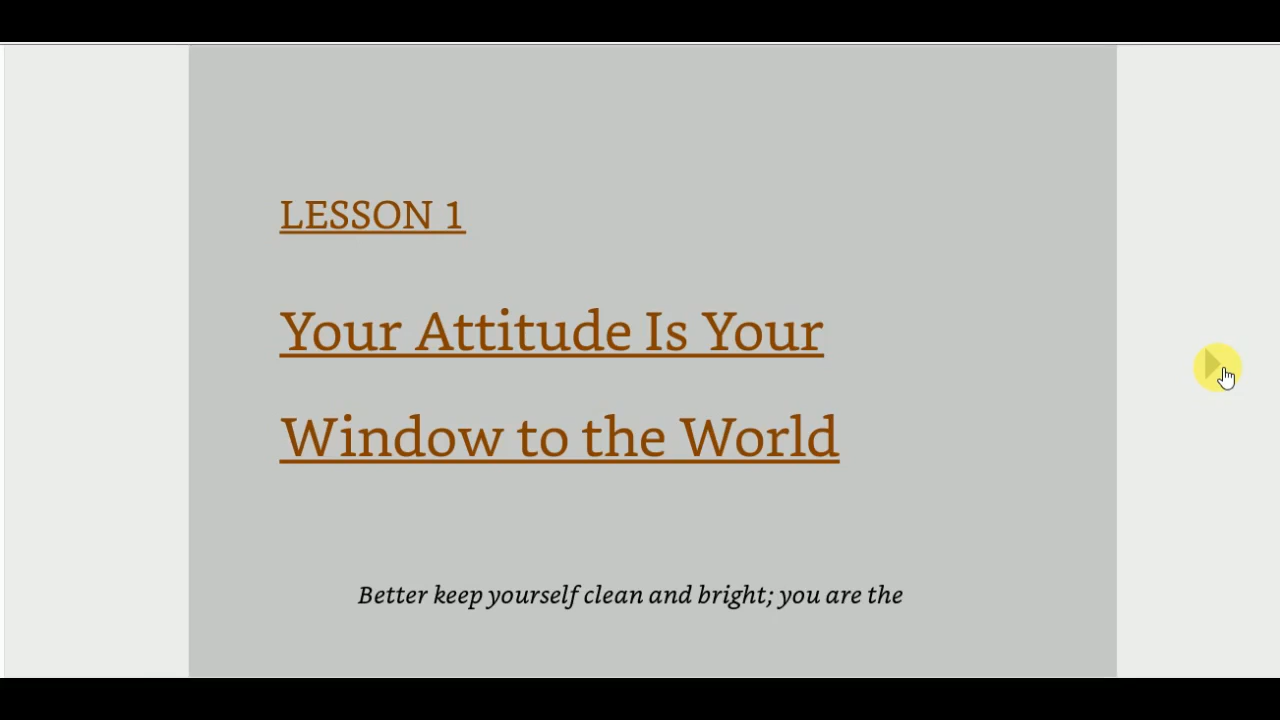 LESSON 1
Your Attitude Is Your
Window to the World
Better keep yourself clean and bright; you are the